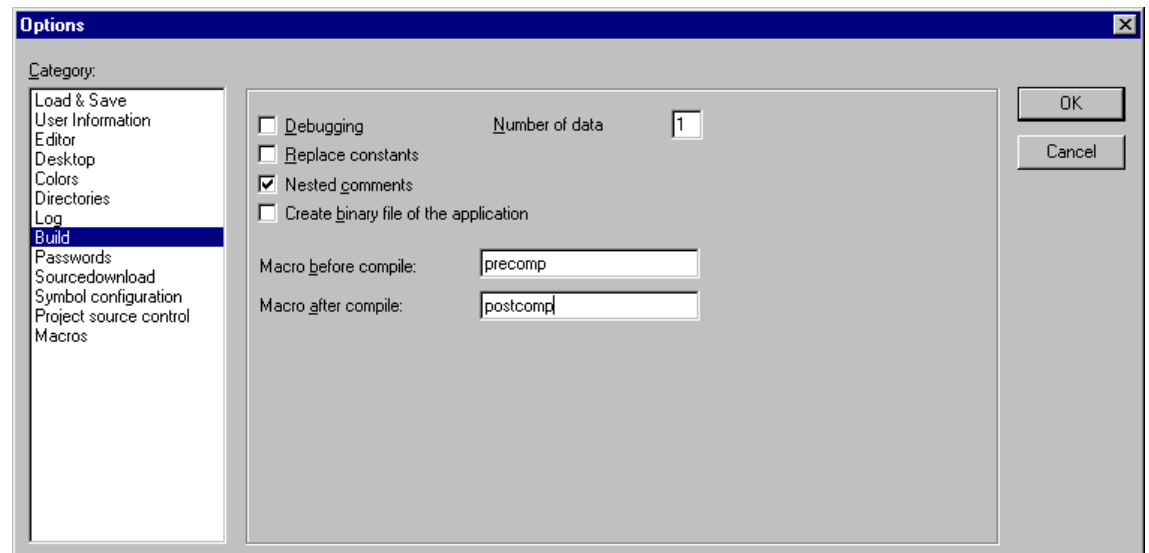 Options
Category:
Load & Save
User Information
Editor
Desktop
Colors
Directories
Log
Build
Passwords
Sourcedownload
Symbol configuration
Project source control
Macros
Debugging Number of data 1
Replace constants
Nested comments
Create binary file of the application
Macro before compile: precomp
Macro after compile: postcomp
OK
Cancel